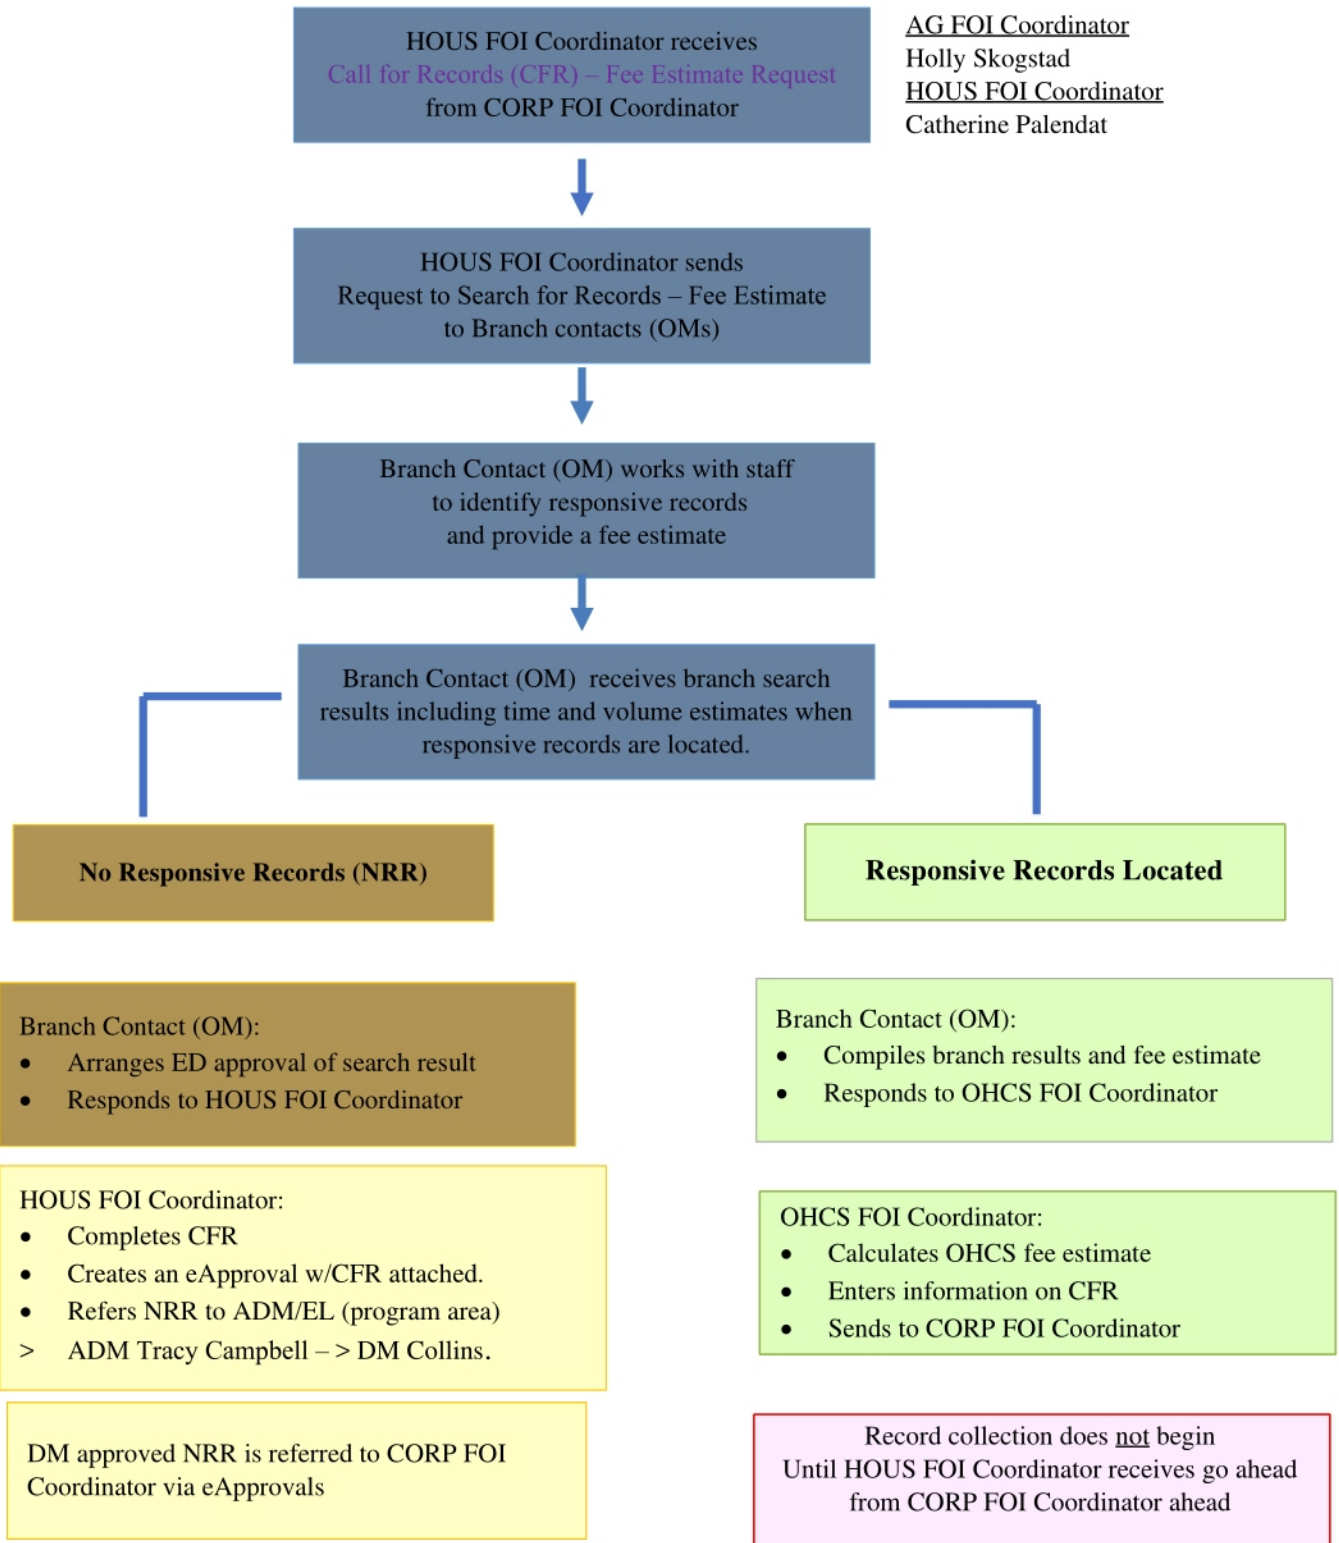 HOUS FOI Coordinator receives
Call for Records (CFR) – Fee Estimate Request
from CORP FOI Coordinator
AG FOI Coordinator
Holly Skogstad
HOUS FOI Coordinator
Catherine Palendat
HOUS FOI Coordinator sends
Request to Search for Records – Fee Estimate
to Branch contacts (OMs)
Branch Contact (OM) works with staff
to identify responsive records
and provide a fee estimate
Branch Contact (OM)  receives branch search
results including time and volume estimates when
responsive records are located.
No Responsive Records (NRR)
Branch Contact (OM):
• Arranges ED approval of search result
• Responds to HOUS FOI Coordinator
HOUS FOI Coordinator:
• Completes CFR
• Creates an eApproval w/CFR attached.
• Refers NRR to ADM/EL (program area)
> ADM Tracy Campbell – > DM Collins.
DM approved NRR is referred to CORP FOI
Coordinator via eApprovals
Responsive Records Located
Branch Contact (OM):
• Compiles branch results and fee estimate
• Responds to OHCS FOI Coordinator
OHCS FOI Coordinator:
• Calculates OHCS fee estimate
• Enters information on CFR
• Sends to CORP FOI Coordinator
Record collection does not begin
Until HOUS FOI Coordinator receives go ahead
from CORP FOI Coordinator ahead